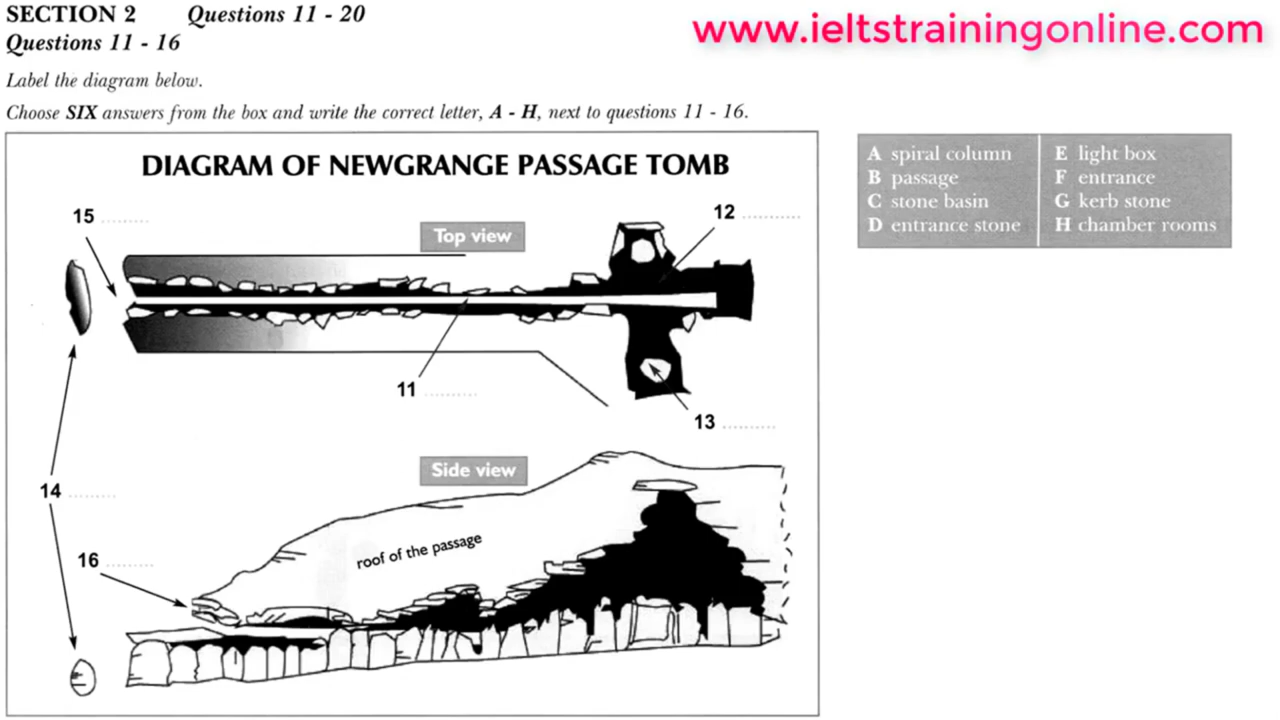 SECTION 2 Questions 11 - 20
www.ieltstrainingonline.com
Questions 11 - 16
Label the diagram below.
Choose SIX answers from the box and write the correct letter, A - H, next to questions 11 - 16.
DIAGRAM OF NEWGRANGE PASSAGE TOMB
A spiral column
B passage
C stone basin
D entrance stone
E light box
F entrance
G kerb stone
H chamber rooms
15 ..........
Top view
12 ..........
11 ..........
13 ..........
Side view
14 ..........
roof of the passage
16 ..........